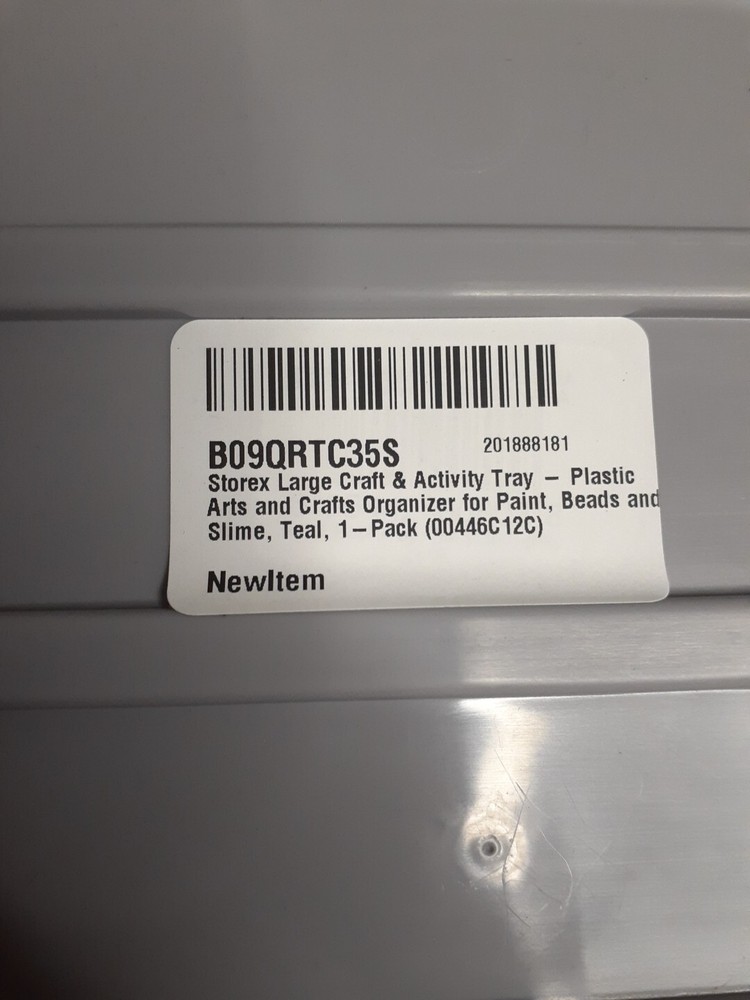 B09QRTC35S 201888181
Storex Large Craft & Activity Tray – Plastic
Arts and Crafts Organizer for Paint, Beads and
Slime, Teal, 1–Pack (00446C12C)
NewItem